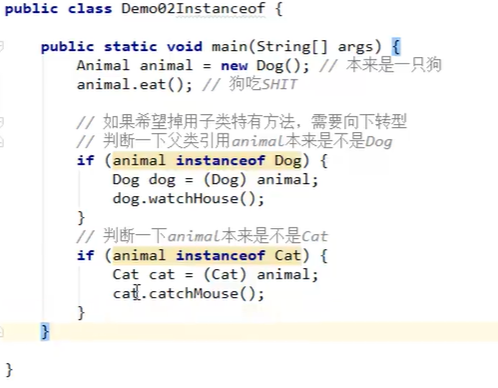 public class Demo02Instanceof {
public static void main(String[] args) {
Animal animal = new Dog(); // 本来是一只狗
animal.eat(); // 狗吃SHIT
// 如果希望掉用子类特有方法，需要向下转型
// 判断一下父类引用animal本来是不是Dog
if (animal instanceof Dog) {
Dog dog = (Dog) animal;
dog.watchHouse();
}
// 判断一下animal本来是不是Cat
if (animal instanceof Cat) {
Cat cat = (Cat) animal;
cat.catchMouse();
}
}
}